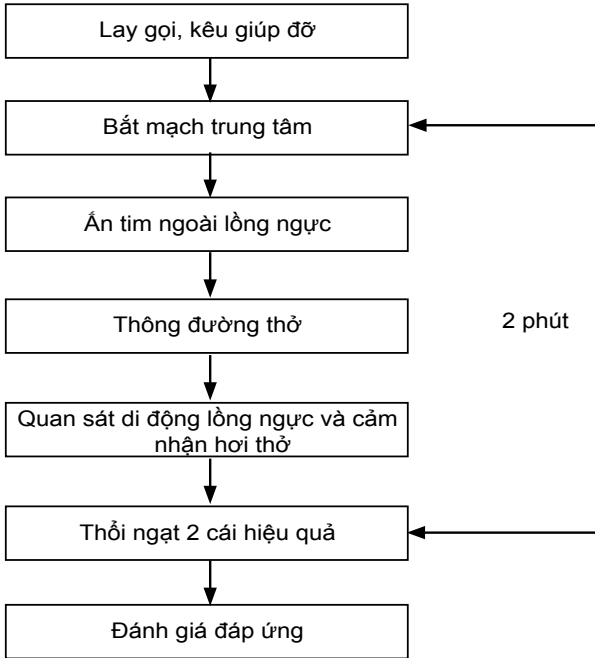 Lay gọi, kêu giúp đỡ
Bắt mạch trung tâm
Ấn tim ngoài lồng ngực
Thông đường thở
2 phút
Quan sát di động lồng ngực và cảm
nhận hơi thở
Thổi ngạt 2 cái hiệu quả
Đánh giá đáp ứng